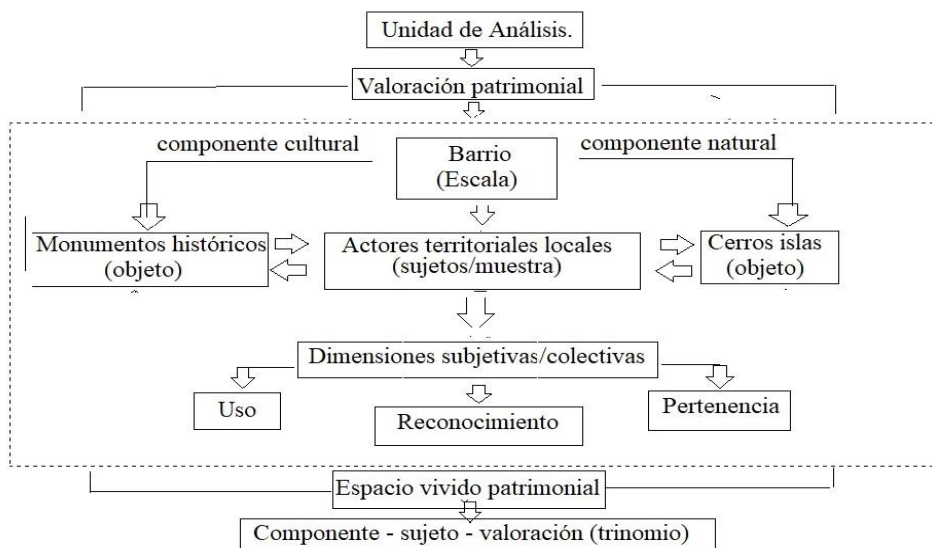 Unidad de Análisis.
Valoración patrimonial
componente cultural
componente natural
Barrio
(Escala)
Monumentos históricos
(objeto)
Actores territoriales locales
(sujetos/muestra)
Cerros islas
(objeto)
Dimensiones subjetivas/colectivas
Uso
Reconocimiento
Pertenencia
Espacio vivido patrimonial
Componente - sujeto - valoración (trinomio)